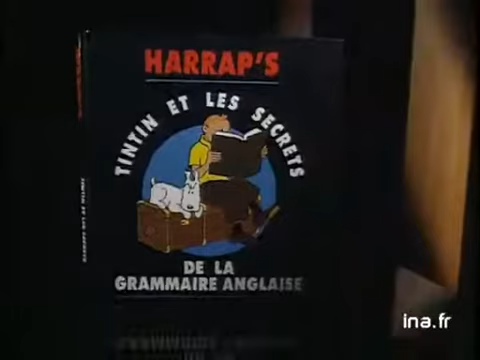 HARRAP'S
TINTIN ET LES SECRETS
DE LA
GRAMMAIRE ANGLAISE
ina.fr